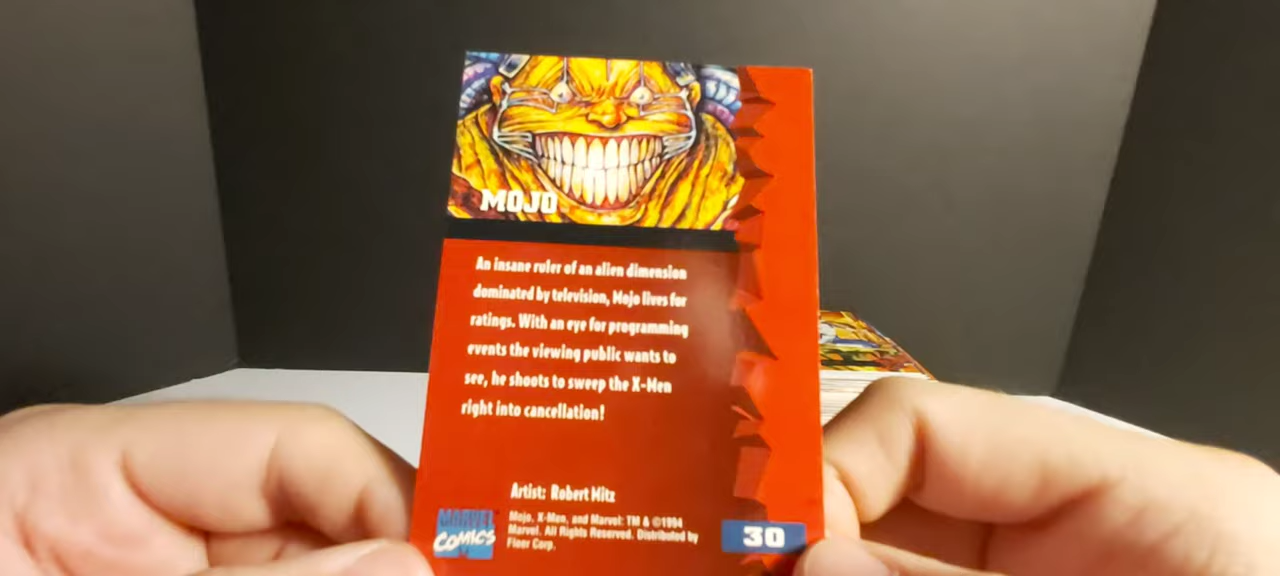 MOJO
An insane ruler of an alien dimension
dominated by television, Mojo lives for
ratings. With an eye for programming
events the viewing public wants to
see, he shoots to sweep the X-Men
right into cancellation!
Artist: Robert Mitz
MARVEL
COMICS
Mojo, X-Men, and Marvel: TM & ©1994
Marvel. All Rights Reserved. Distributed by
Fleer Corp.
30